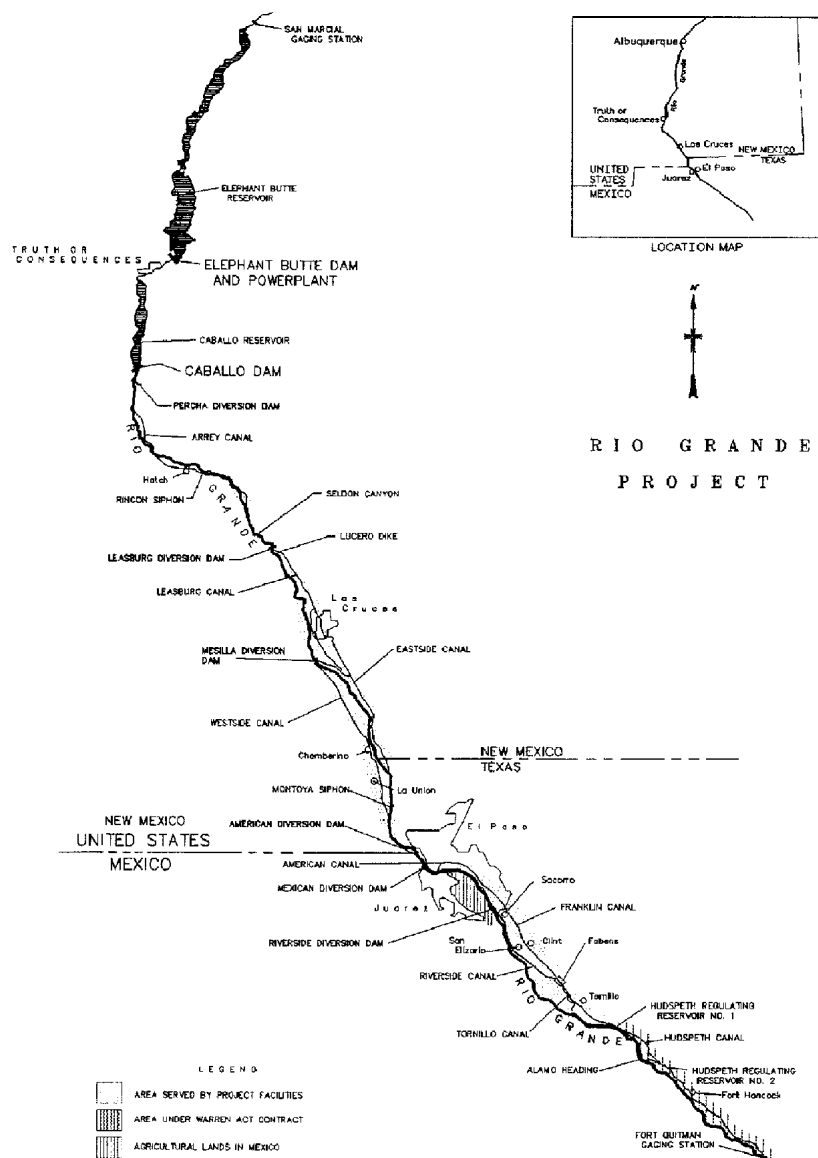 SAN MARCIAL
GAGING STATION
Albuquerque
Rio Grande
Truth or
Consequences
Las Cruces
NEW MEXICO
TEXAS
UNITED
STATES
MEXICO
El Paso
Juarez
LOCATION MAP
ELEPHANT BUTTE
RESERVOIR
TRUTH OR
CONSEQUENCES
ELEPHANT BUTTE DAM
AND POWERPLANT
N
CABALLO RESERVOIR
CABALLO DAM
PERCHA DIVERSION DAM
RIO GRANDE
PROJECT
ARREY CANAL
RIO
Hatch
RINCON SIPHON
GRANDE
SELDON CANYON
LUCERO DIKE
LEASBURG DIVERSION DAM
LEASBURG CANAL
Las
Cruces
MESILLA DIVERSION
DAM
EASTSIDE CANAL
WESTSIDE CANAL
Chamberino
NEW MEXICO
TEXAS
MONTOYA SIPHON
La Union
NEW MEXICO
UNITED STATES
MEXICO
AMERICAN DIVERSION DAM
El Paso
AMERICAN CANAL
MEXICAN DIVERSION DAM
Socorro
Juarez
FRANKLIN CANAL
RIVERSIDE DIVERSION DAM
San
Elizario
Clint
Fabens
RIVERSIDE CANAL
RIO
Tornillo
GRANDE
TORNILLO CANAL
HUDSPETH REGULATING
RESERVOIR NO. 1
HUDSPETH CANAL
ALAMO HEADING
HUDSPETH REGULATING
RESERVOIR NO. 2
Fort Hancock
FORT QUITMAN
GAGING STATION
LEGEND
AREA SERVED BY PROJECT FACILITIES
AREA UNDER WARREN ACT CONTRACT
AGRICULTURAL LANDS IN MEXICO